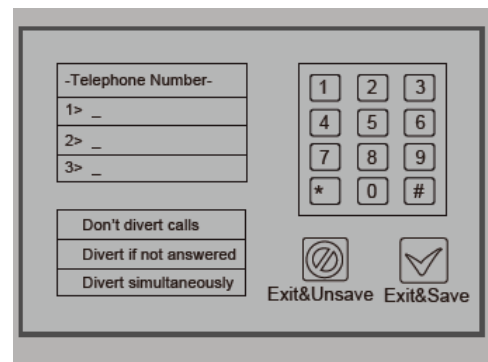 -Telephone Number-
1> _
2> _
3> _
Don't divert calls
Divert if not answered
Divert simultaneously
1 2 3
4 5 6
7 8 9
* 0 #
Exit&Unsave Exit&Save